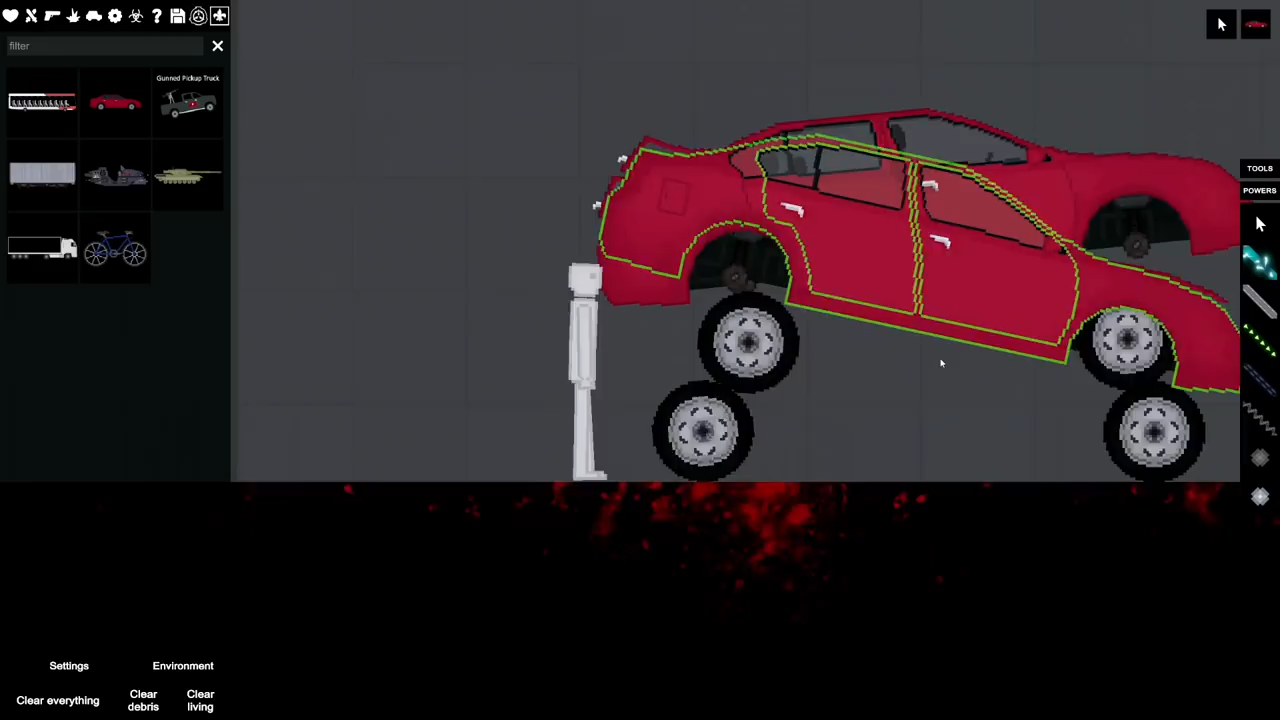 filter
Gunned Pickup Truck
TOOLS
POWERS
Settings
Environment
Clear everything
Clear
debris
Clear
living